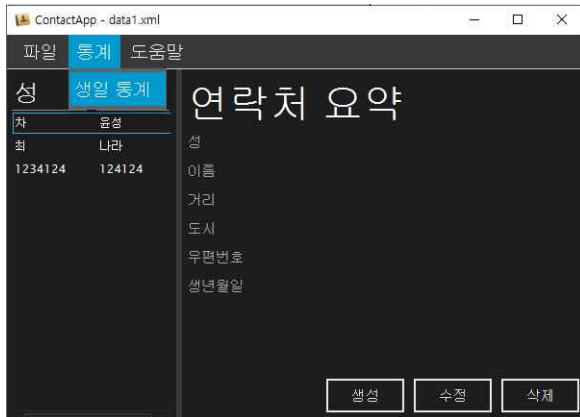 ContactApp - data1.xml
파일 통계 도움말
생일 통계
성
연락처 요약
차 윤성
최 나라
1234124 124124
성
이름
거리
도시
우편번호
생년월일
생성 수정 삭제